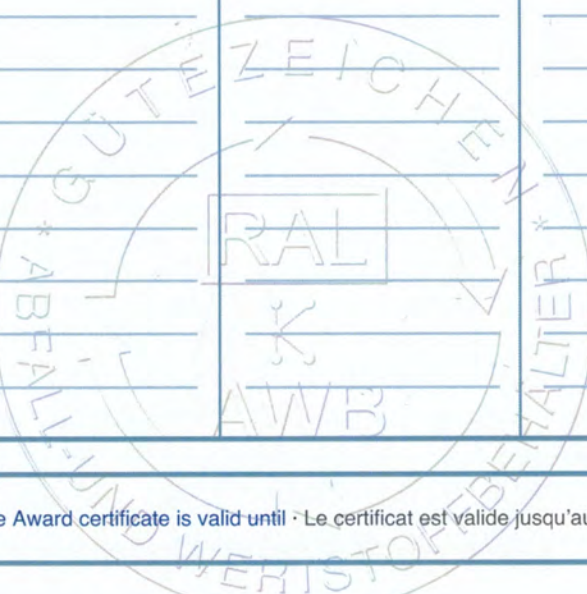 * GÜTEZEICHEN *
RAL
K
AWB
ABFALL- UND WERTSTOFFBEHÄLTER
e Award certificate is valid until · Le certificat est valide jusqu'au